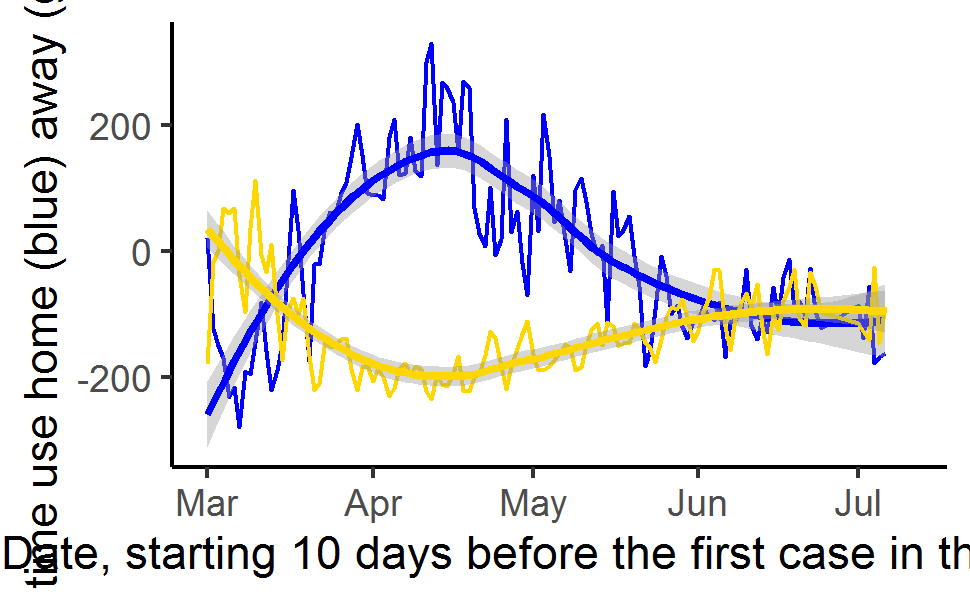 time use home (blue) away (
200
0
-200
Mar Apr May Jun Jul
Date, starting 10 days before the first case in th